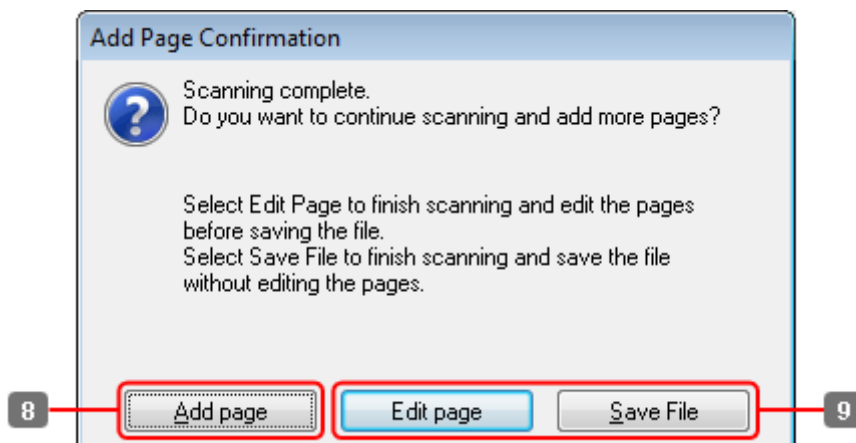 Add Page Confirmation
Scanning complete.
Do you want to continue scanning and add more pages?
Select Edit Page to finish scanning and edit the pages
before saving the file.
Select Save File to finish scanning and save the file
without editing the pages.
8 Add page Edit page Save File 9